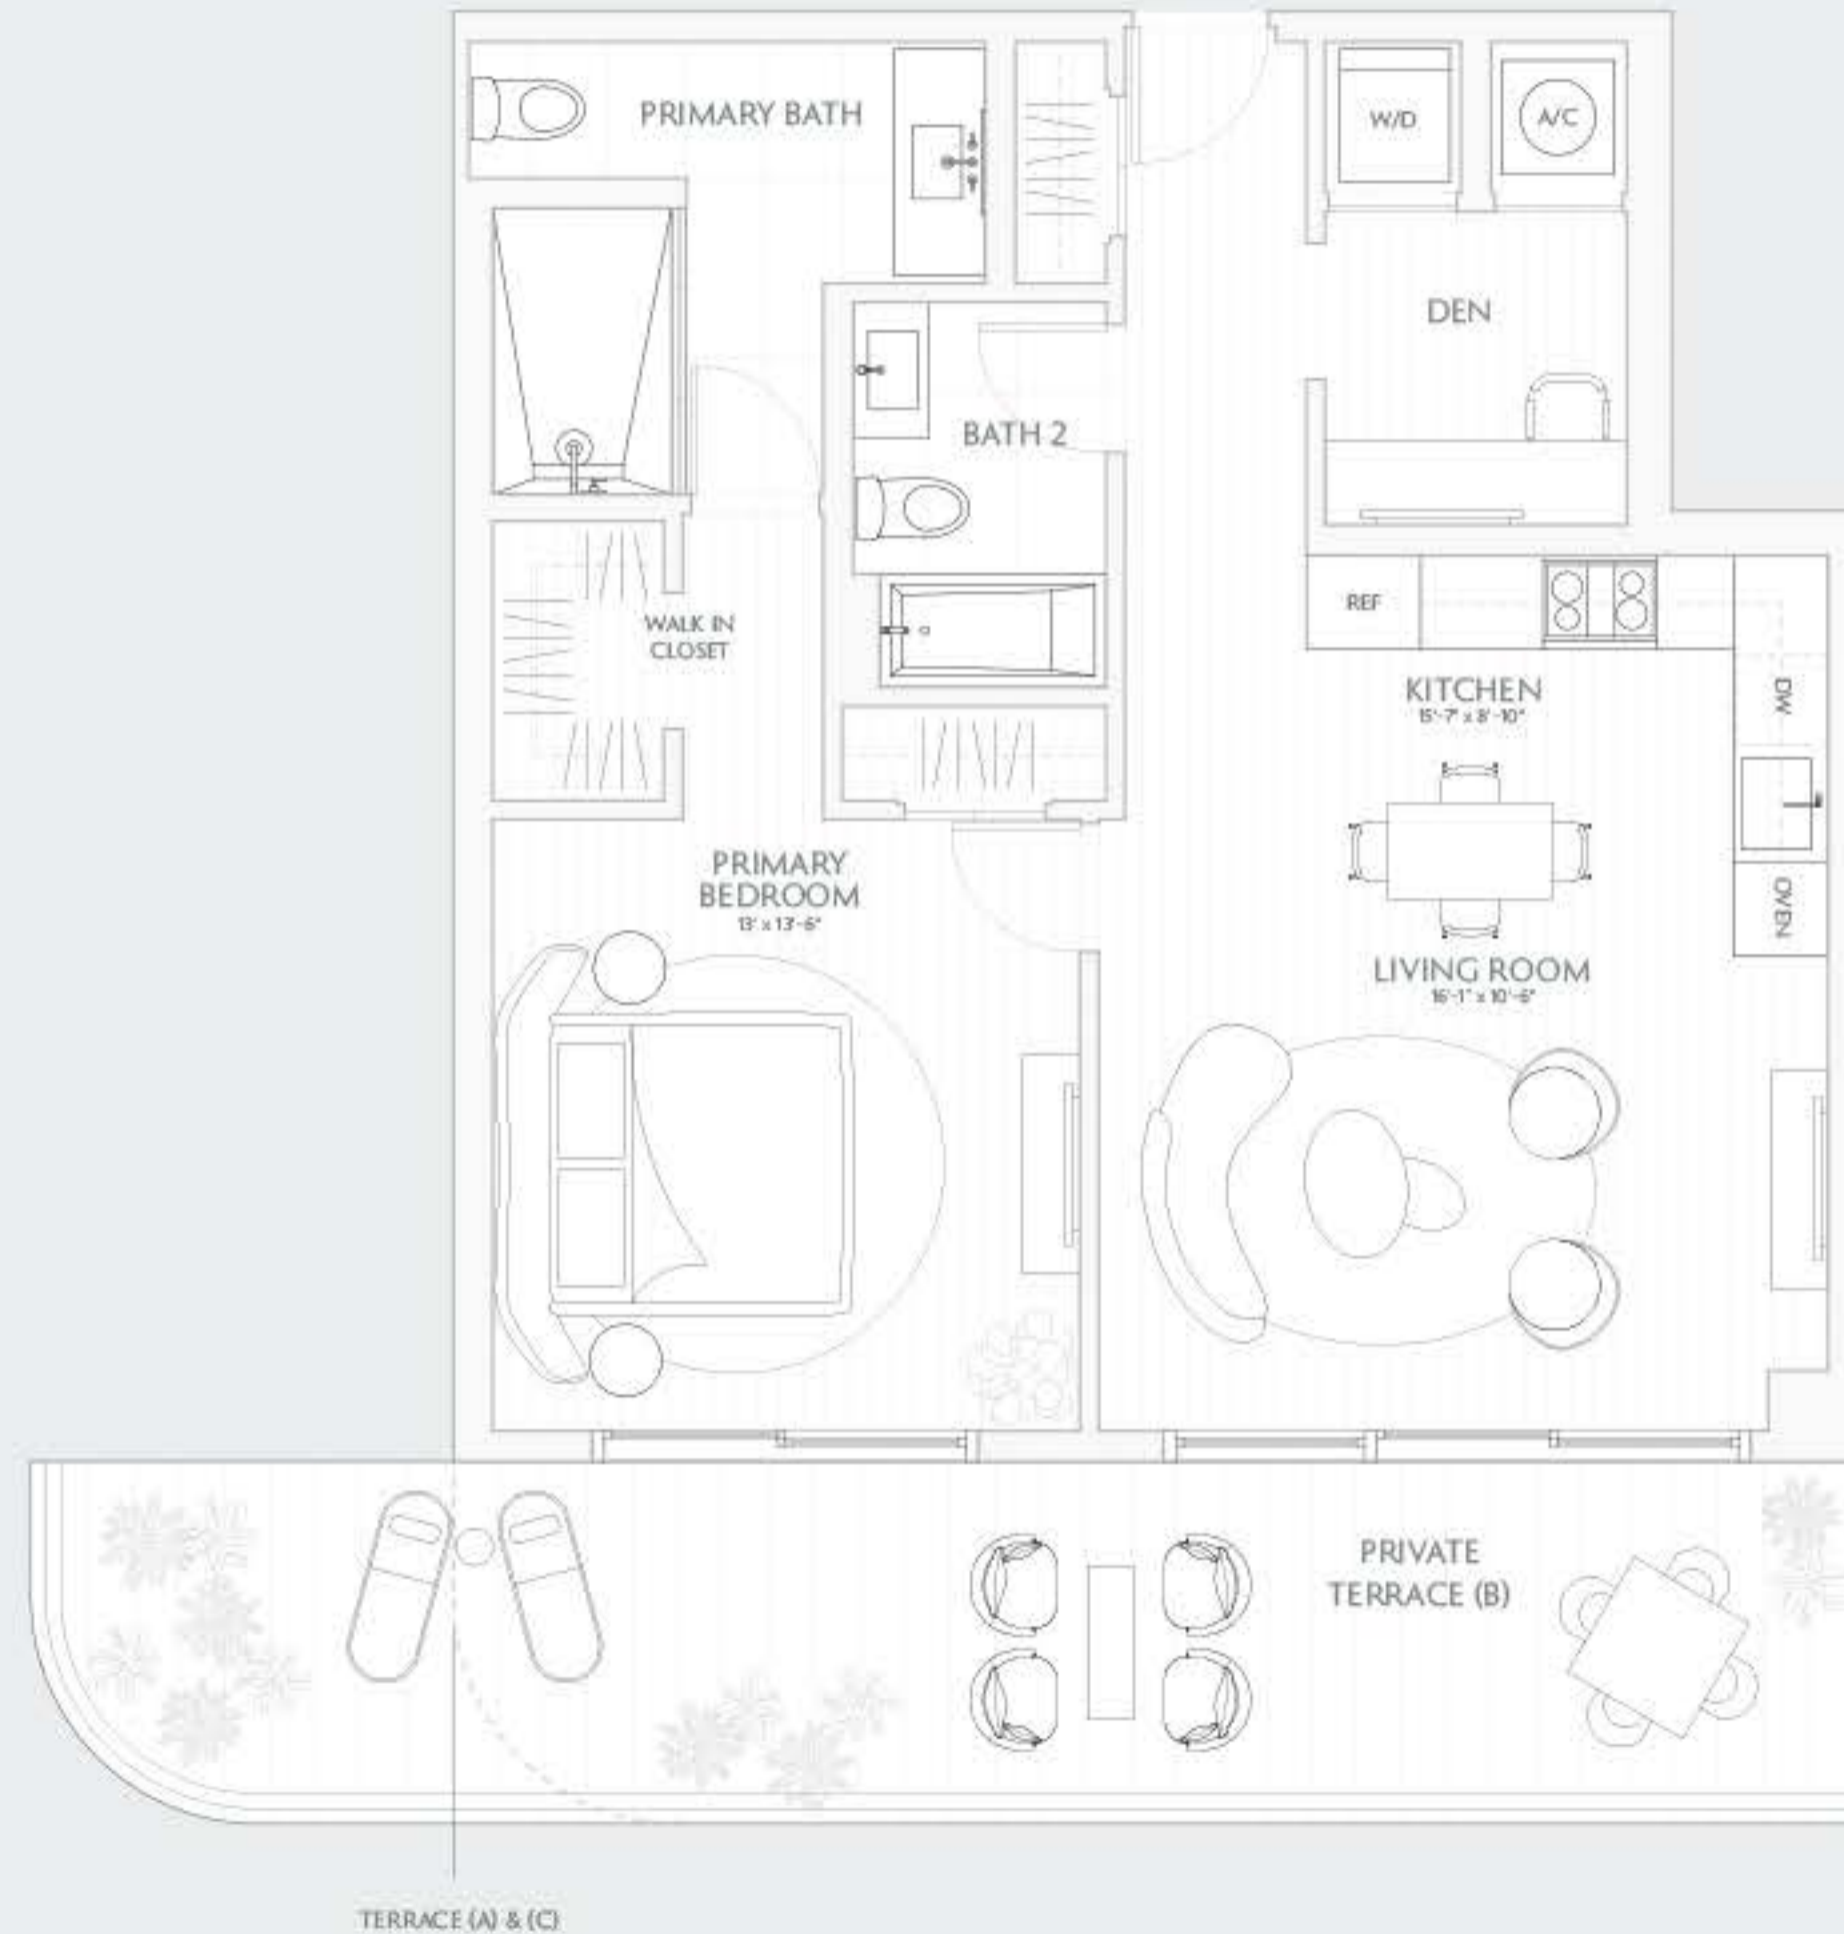 PRIMARY BATH
W/D
A/C
DEN
BATH 2
REF
WALK IN
CLOSET
KITCHEN
15'-7" x 8'-10"
DW
PRIMARY
BEDROOM
13' x 13'-6"
OVEN
LIVING ROOM
16'-1" x 10'-6"
PRIVATE
TERRACE (B)
TERRACE (A) & (C)